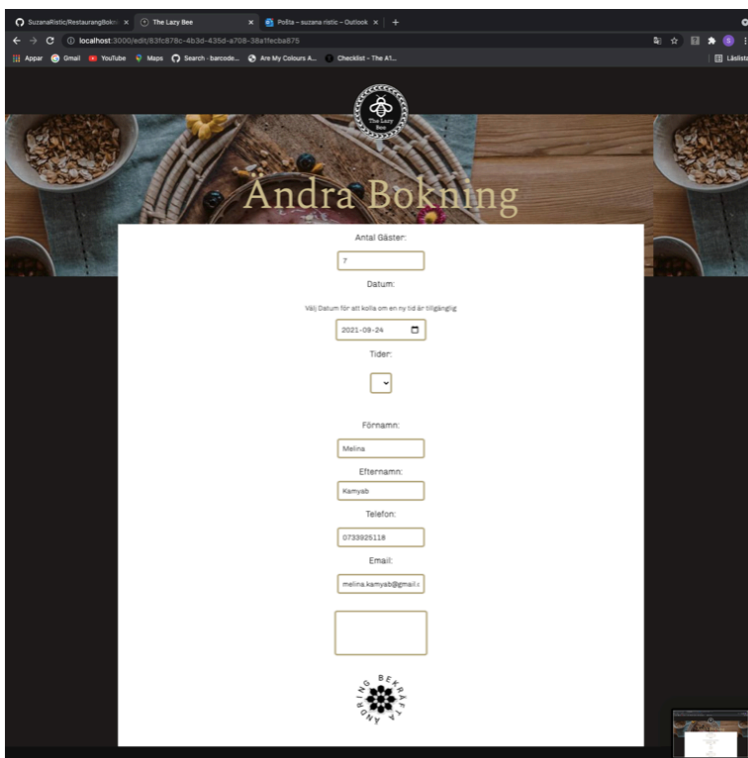 SuzanaRistic/RestaurangBokni
The Lazy Bee
Pošta – suzana ristic – Outlook
localhost:3000/edit/83fc878c-4b3d-435d-a708-38a1fecba875
Appar
Gmail
YouTube
Maps
Search · barcode...
Are My Colours A...
Checklist - The A1...
Läslista
The Lazy
Bee
Ändra Bokning
Antal Gäster:
7
Datum:
Välj Datum för att kolla om en ny tid är tillgänglig
2021-09-24
Tider:
Förnamn:
Melina
Efternamn:
Kamyab
Telefon:
0733925118
Email:
melina.kamyab@gmail.c
BEKRÄFTA ÄNDRING